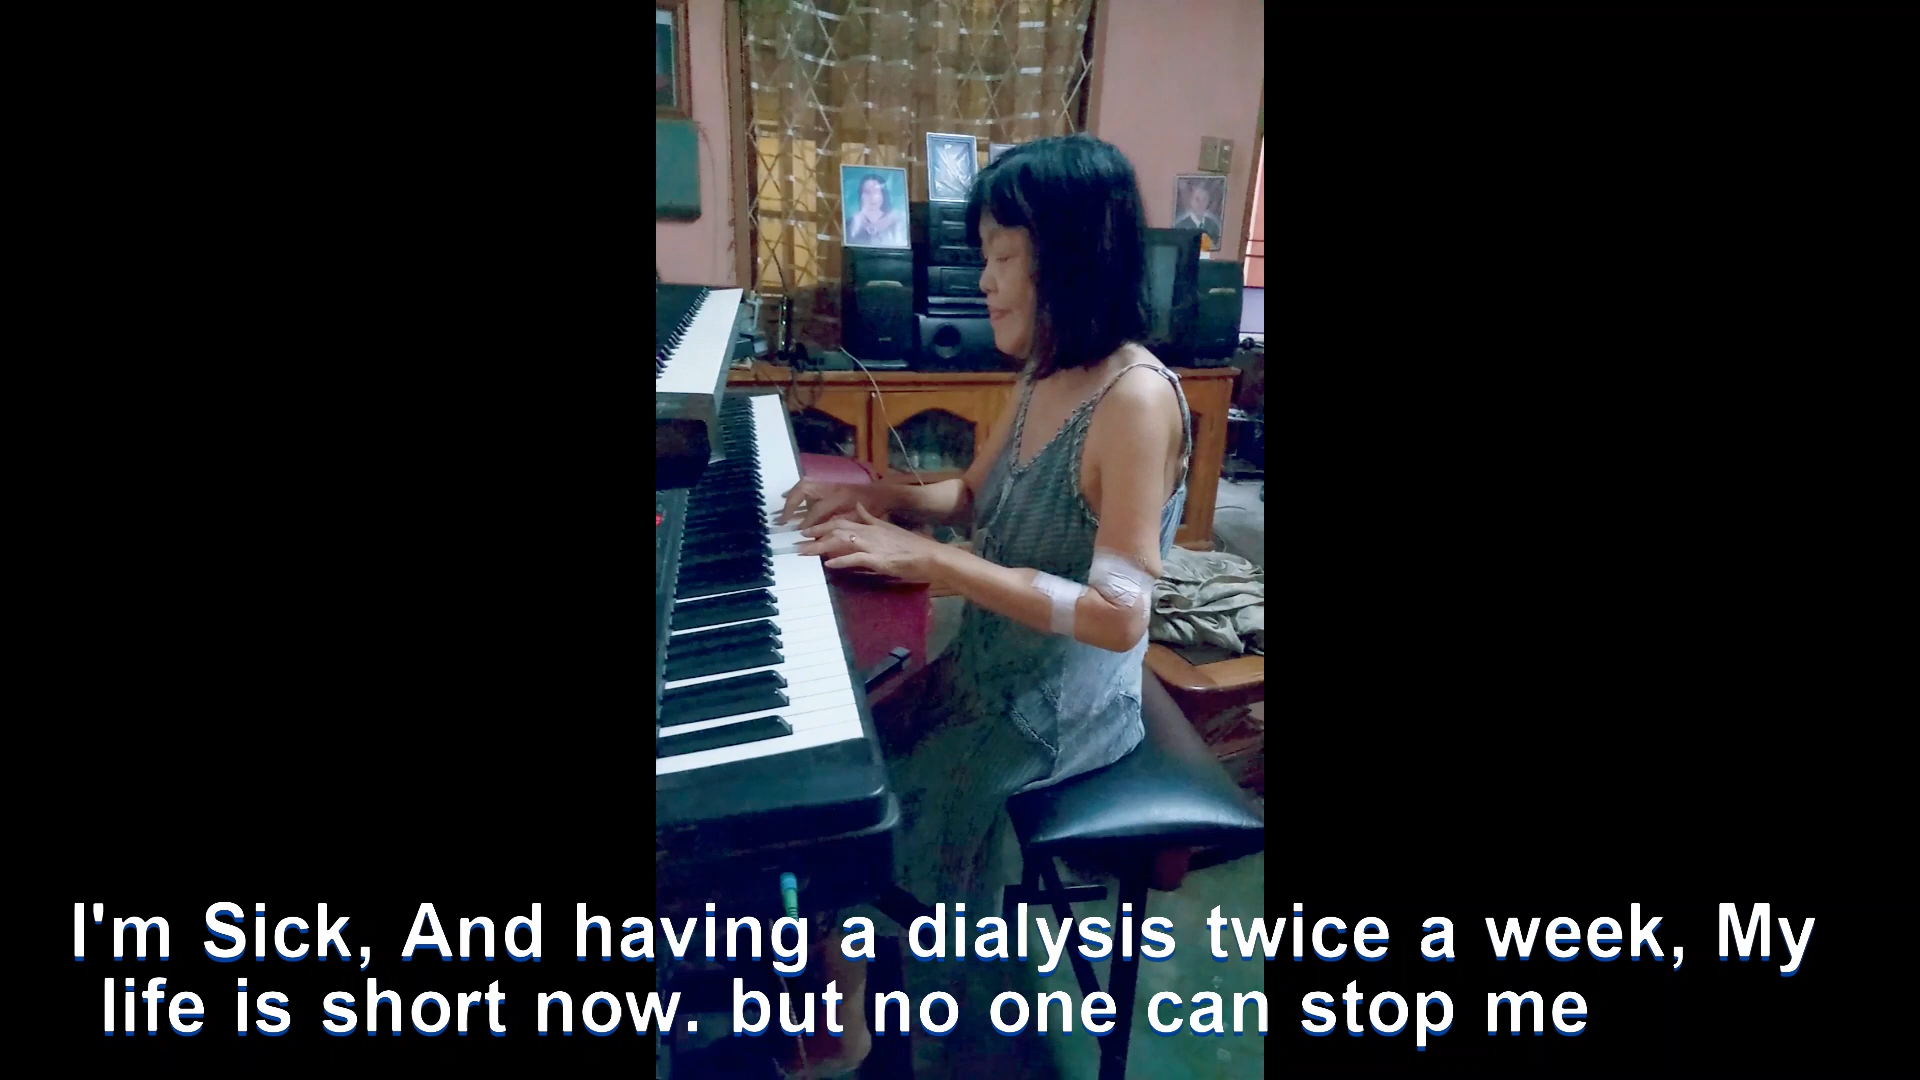 I'm Sick, And having a dialysis twice a week, My
life is short now. but no one can stop me